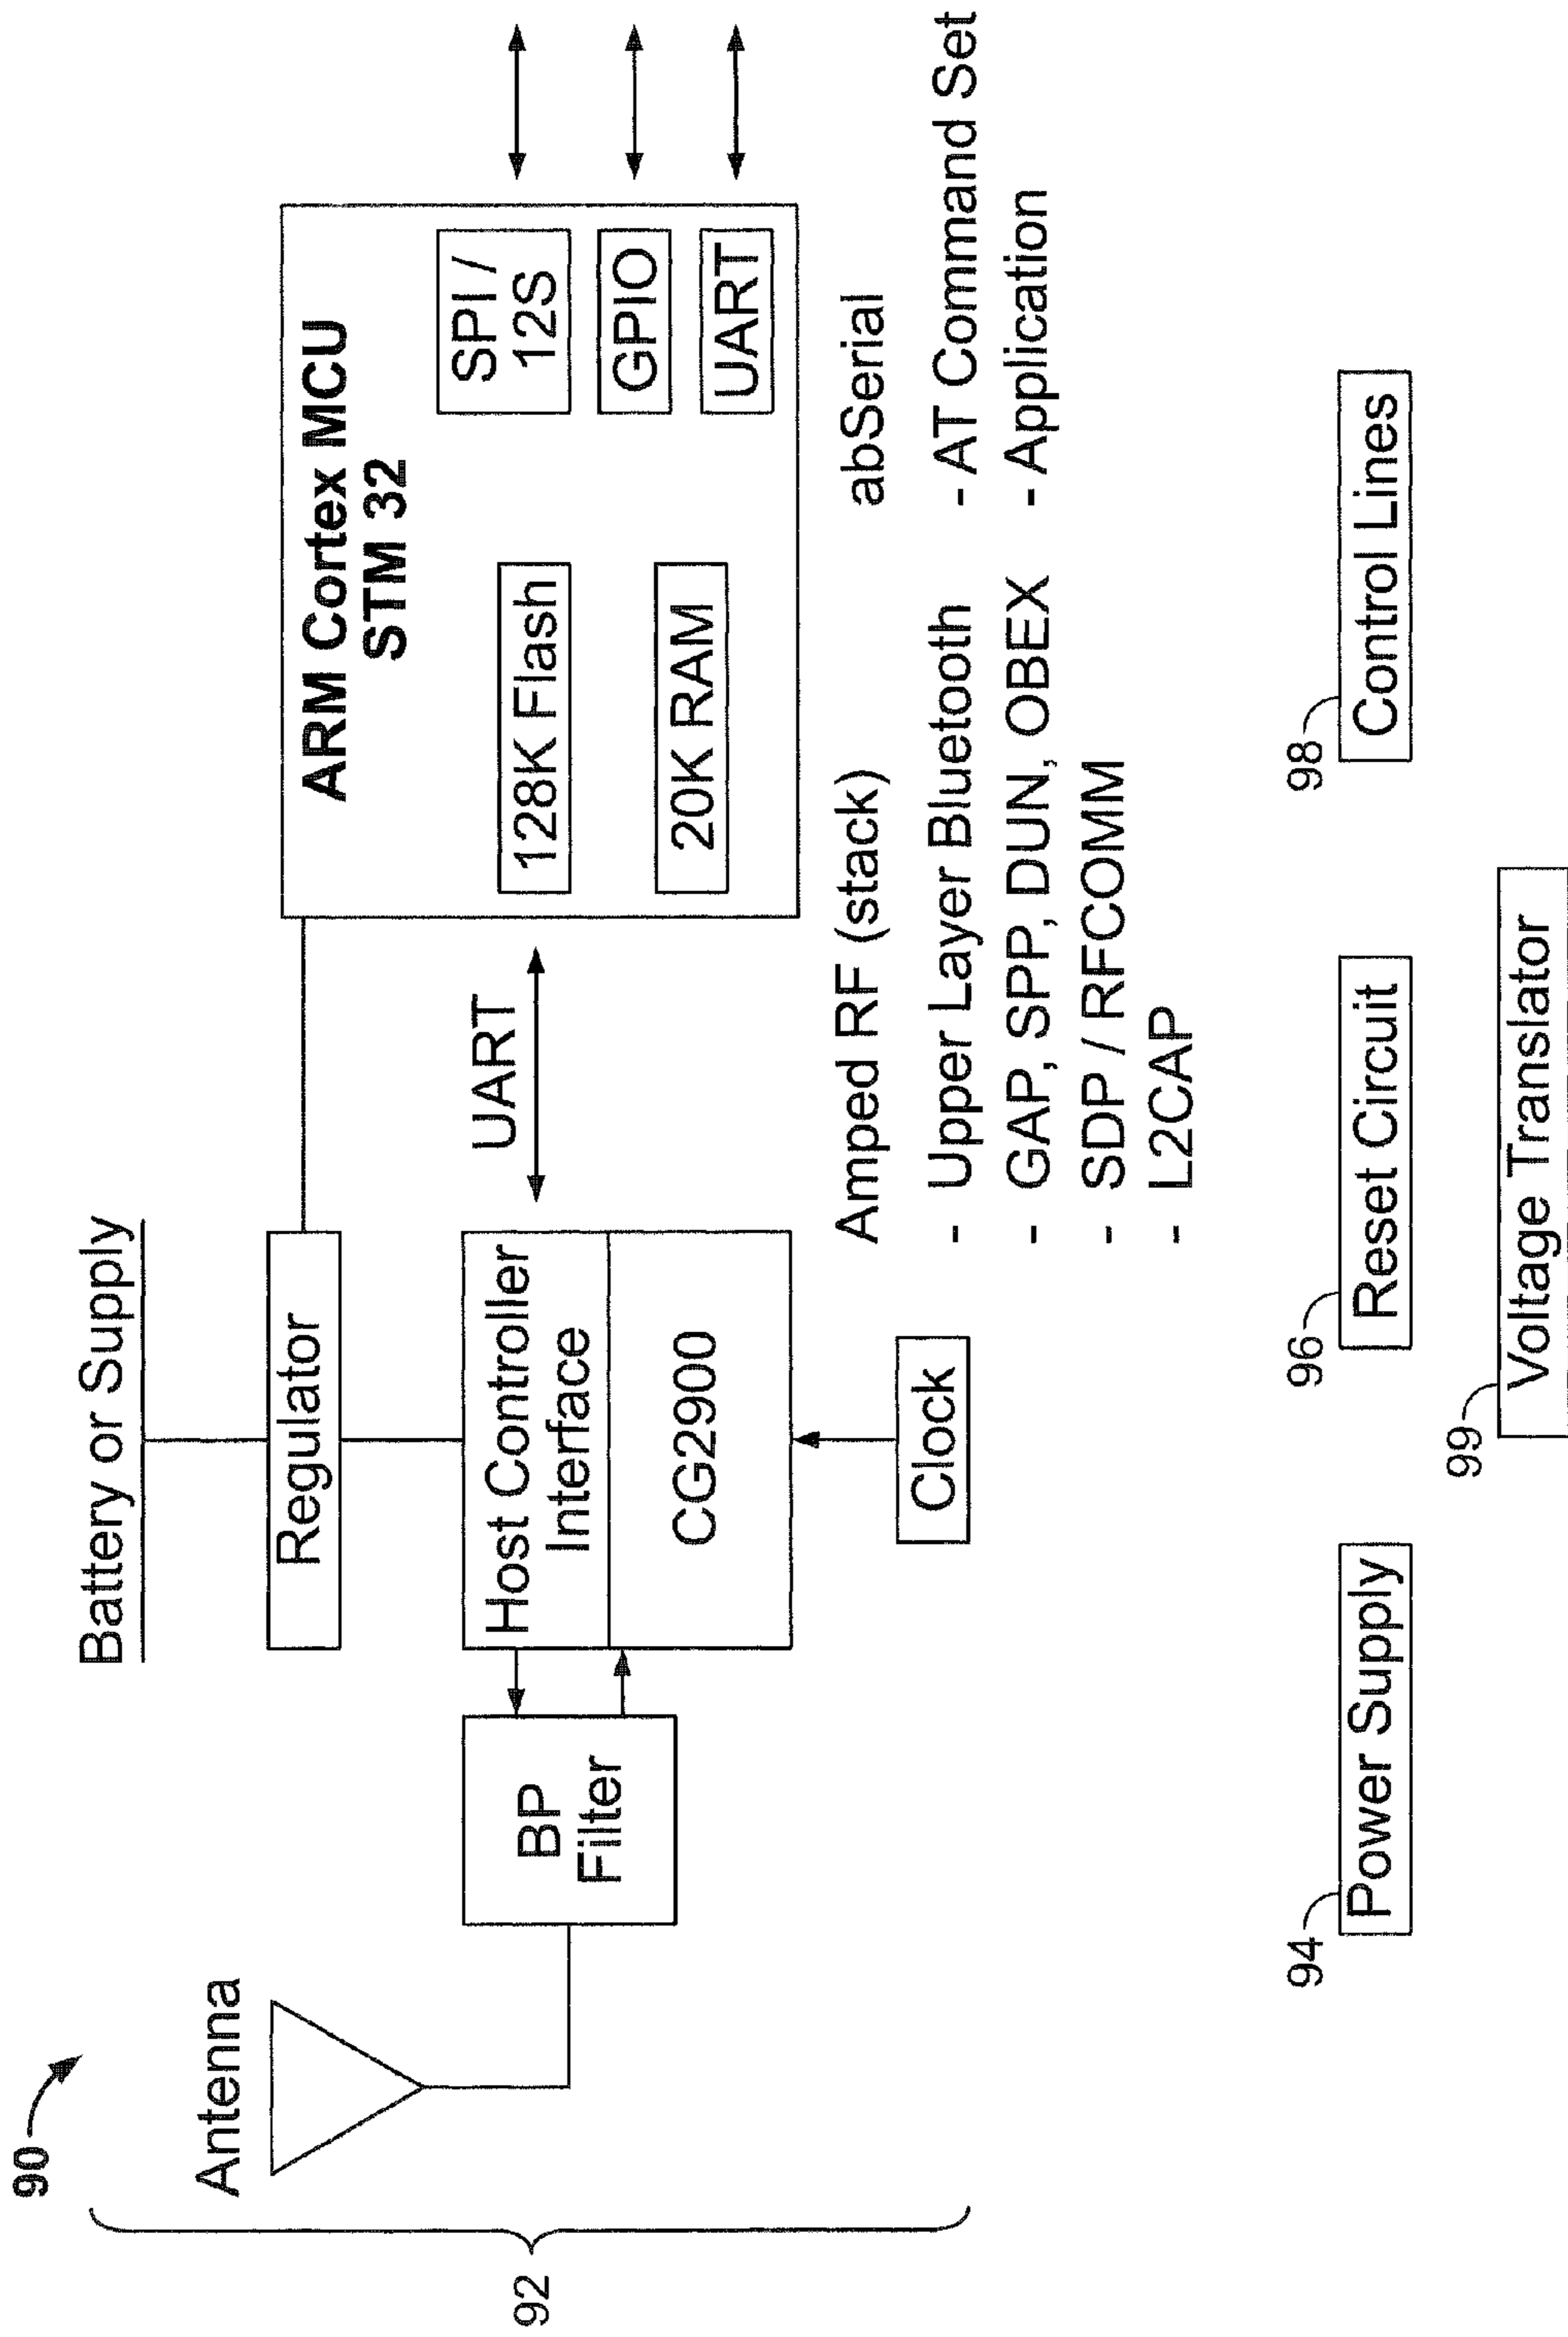 90
92
Antenna
Battery or Supply
Regulator
BP
Filter
Host Controller
Interface
CG2900
Clock
UART
ARM Cortex MCU
STM 32
128K Flash
20K RAM
SPI /
12S
GPIO
UART
Amped RF (stack)
- Upper Layer Bluetooth
- GAP, SPP, DUN, OBEX
- SDP / RFCOMM
- L2CAP
abSerial
- AT Command Set
- Application
94
Power Supply
96
Reset Circuit
98
Control Lines
99
Voltage Translator